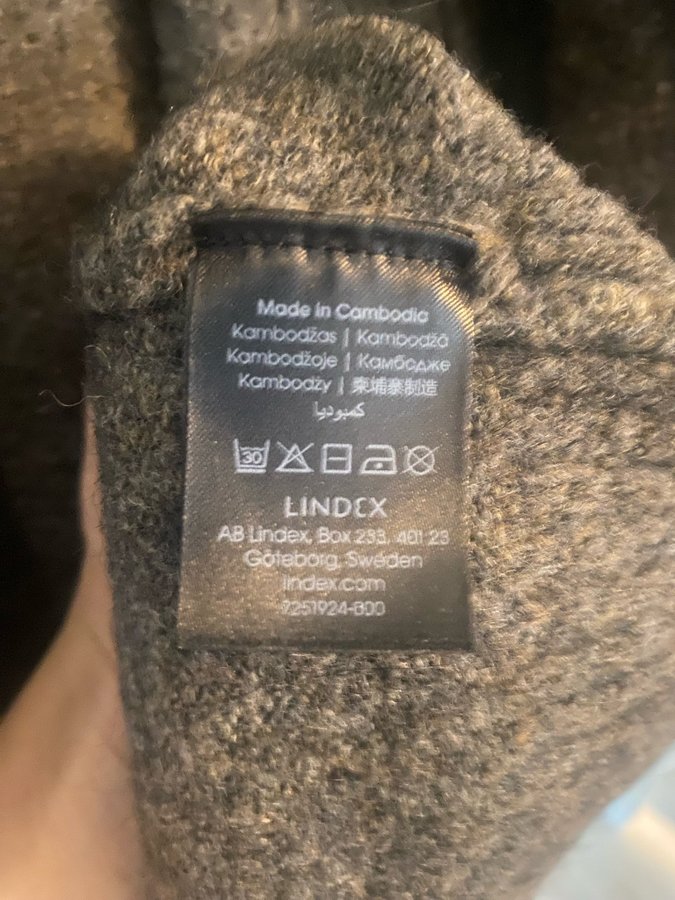 Made in Cambodia
Kambodžas | Kambodžā
Kambodžoje | Камбодже
Kambodży | 柬埔寨制造
كمبوديا
30
LINDEX
AB Lindex, Box 233, 401 23
Göteborg, Sweden
lindex.com
7251924-800